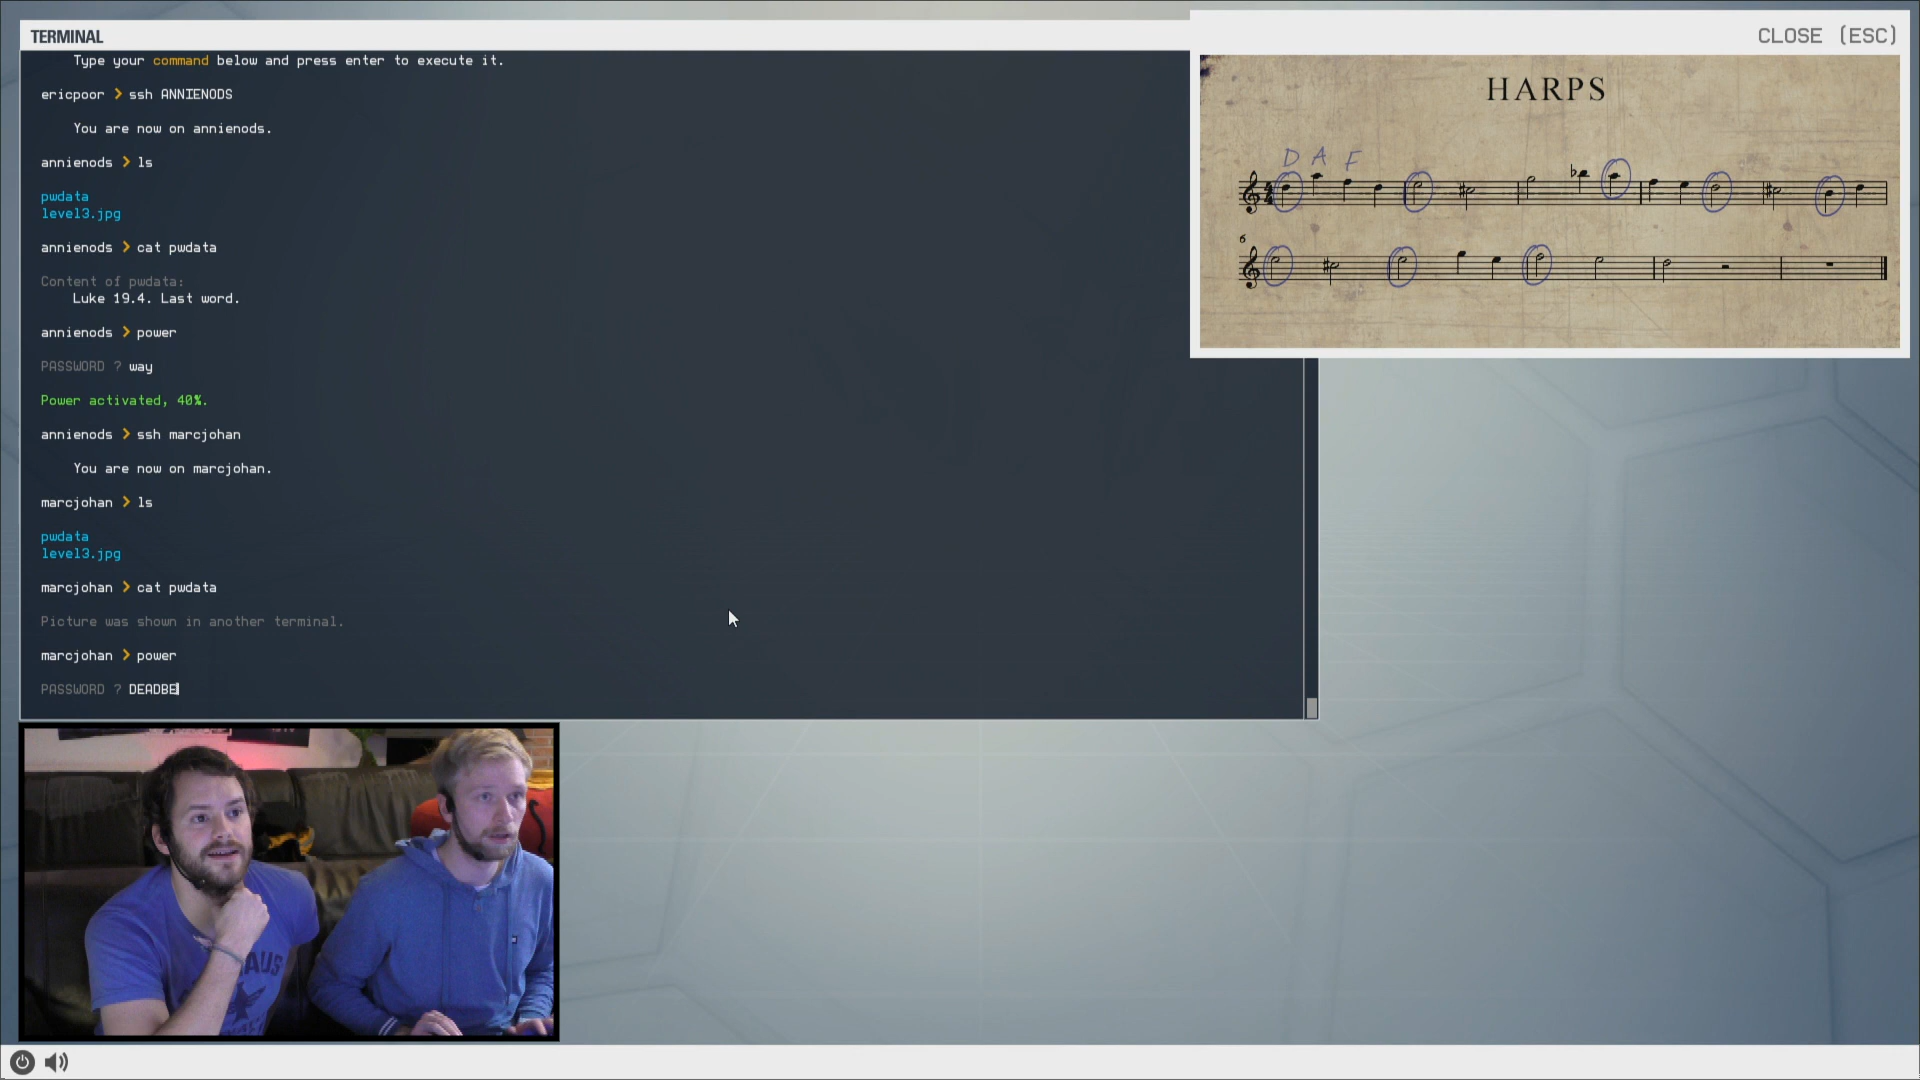 TERMINAL
CLOSE (ESC)
Type your command below and press enter to execute it.
ericpoor > ssh ANNIENODS
You are now on annienods.
annienods > ls
pwdata
level3.jpg
annienods > cat pwdata
Content of pwdata:
Luke 19.4. Last word.
annienods > power
PASSWORD ? way
Power activated, 40%.
annienods > ssh marcjohan
You are now on marcjohan.
marcjohan > ls
pwdata
level3.jpg
marcjohan > cat pwdata
Picture was shown in another terminal.
marcjohan > power
PASSWORD ? DEADBE
HARPS
D A F
4
4
6